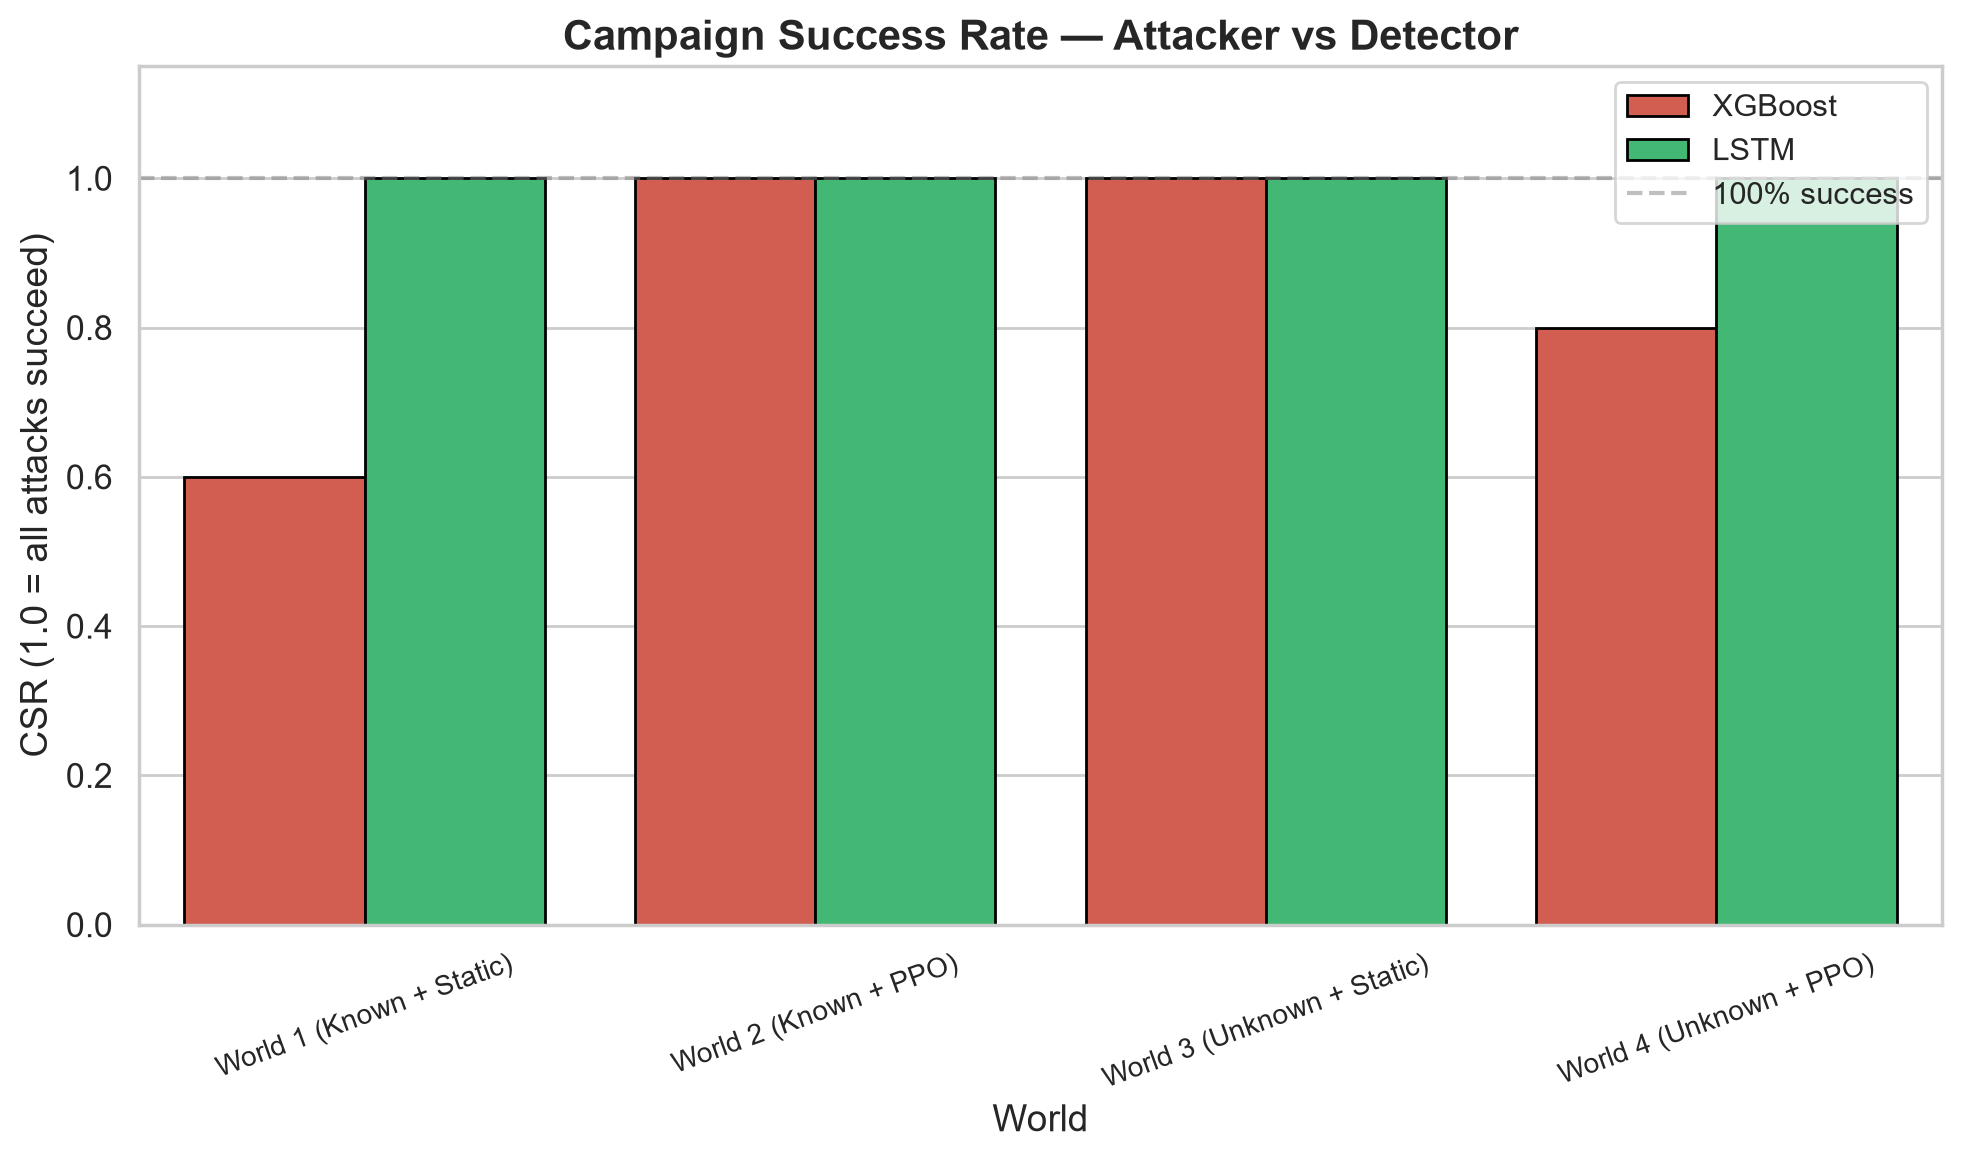 Campaign Success Rate — Attacker vs Detector
XGBoost
LSTM
100% success
CSR (1.0 = all attacks succeed)
1.0
0.8
0.6
0.4
0.2
0.0
World 1 (Known + Static)
World 2 (Known + PPO)
World 3 (Unknown + Static)
World 4 (Unknown + PPO)
World